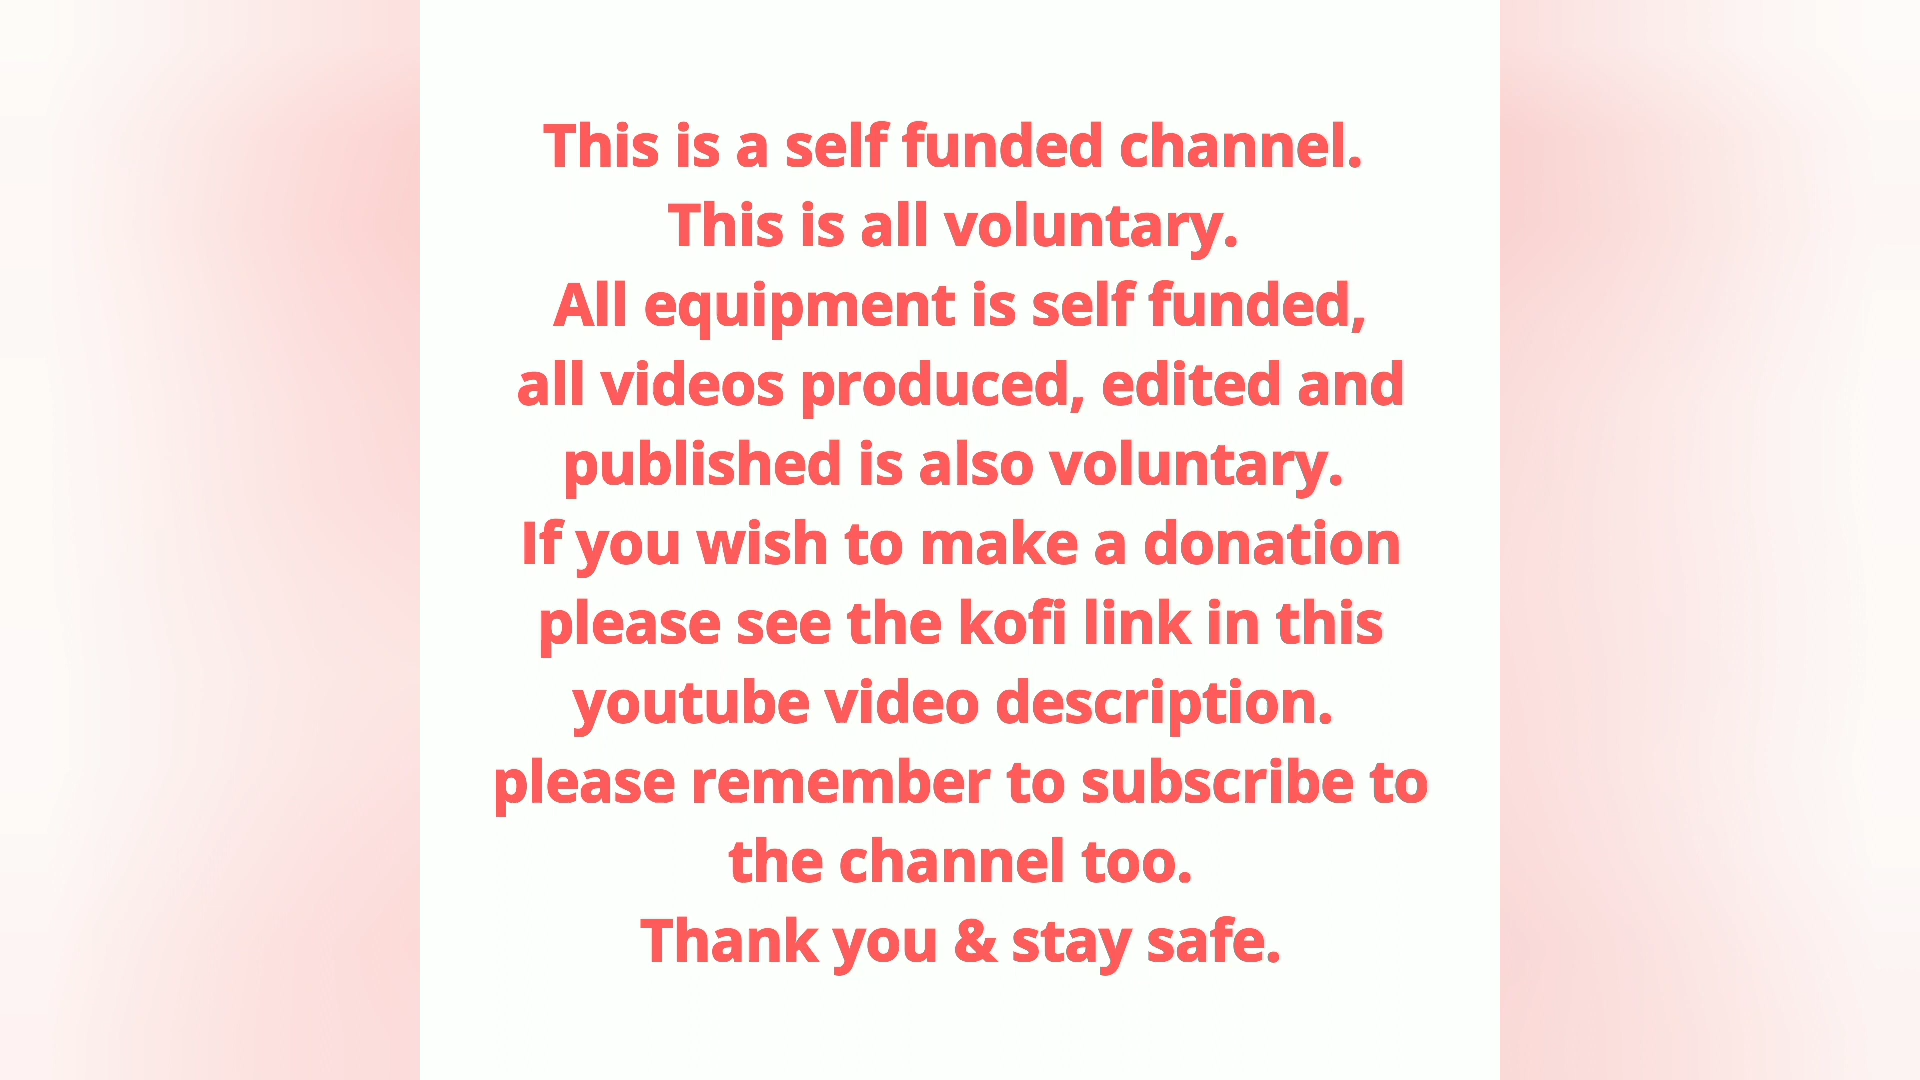 This is a self funded channel.
This is all voluntary.
All equipment is self funded,
all videos produced, edited and
published is also voluntary.
If you wish to make a donation
please see the kofi link in this
youtube video description.
please remember to subscribe to
the channel too.
Thank you & stay safe.